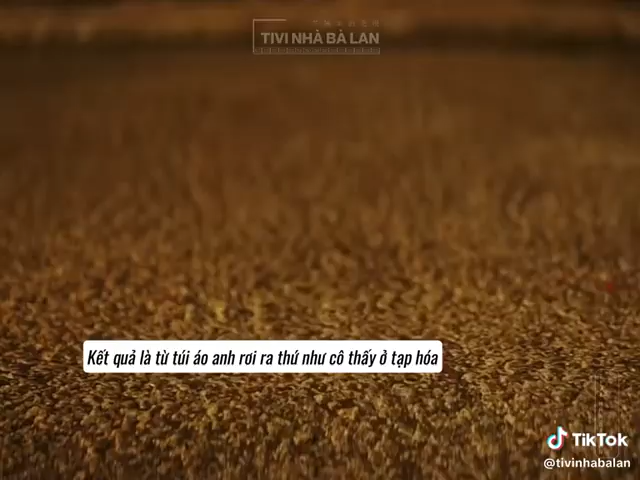 TIVI NHÀ BÀ LAN
Kết quả là từ túi áo anh rơi ra thứ như cô thấy ở tạp hóa
TikTok
@tivinhabalan